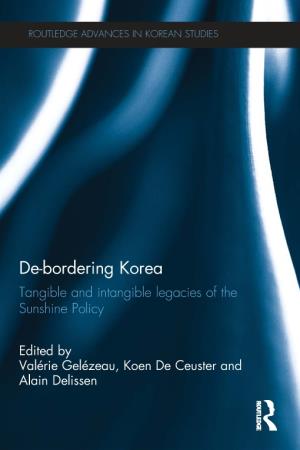 ROUTLEDGE ADVANCES IN KOREAN STUDIES
De-bordering Korea
Tangible and intangible legacies of the
Sunshine Policy
Edited by
Valérie Gelézeau, Koen De Ceuster and
Alain Delissen
ROUTLEDGE